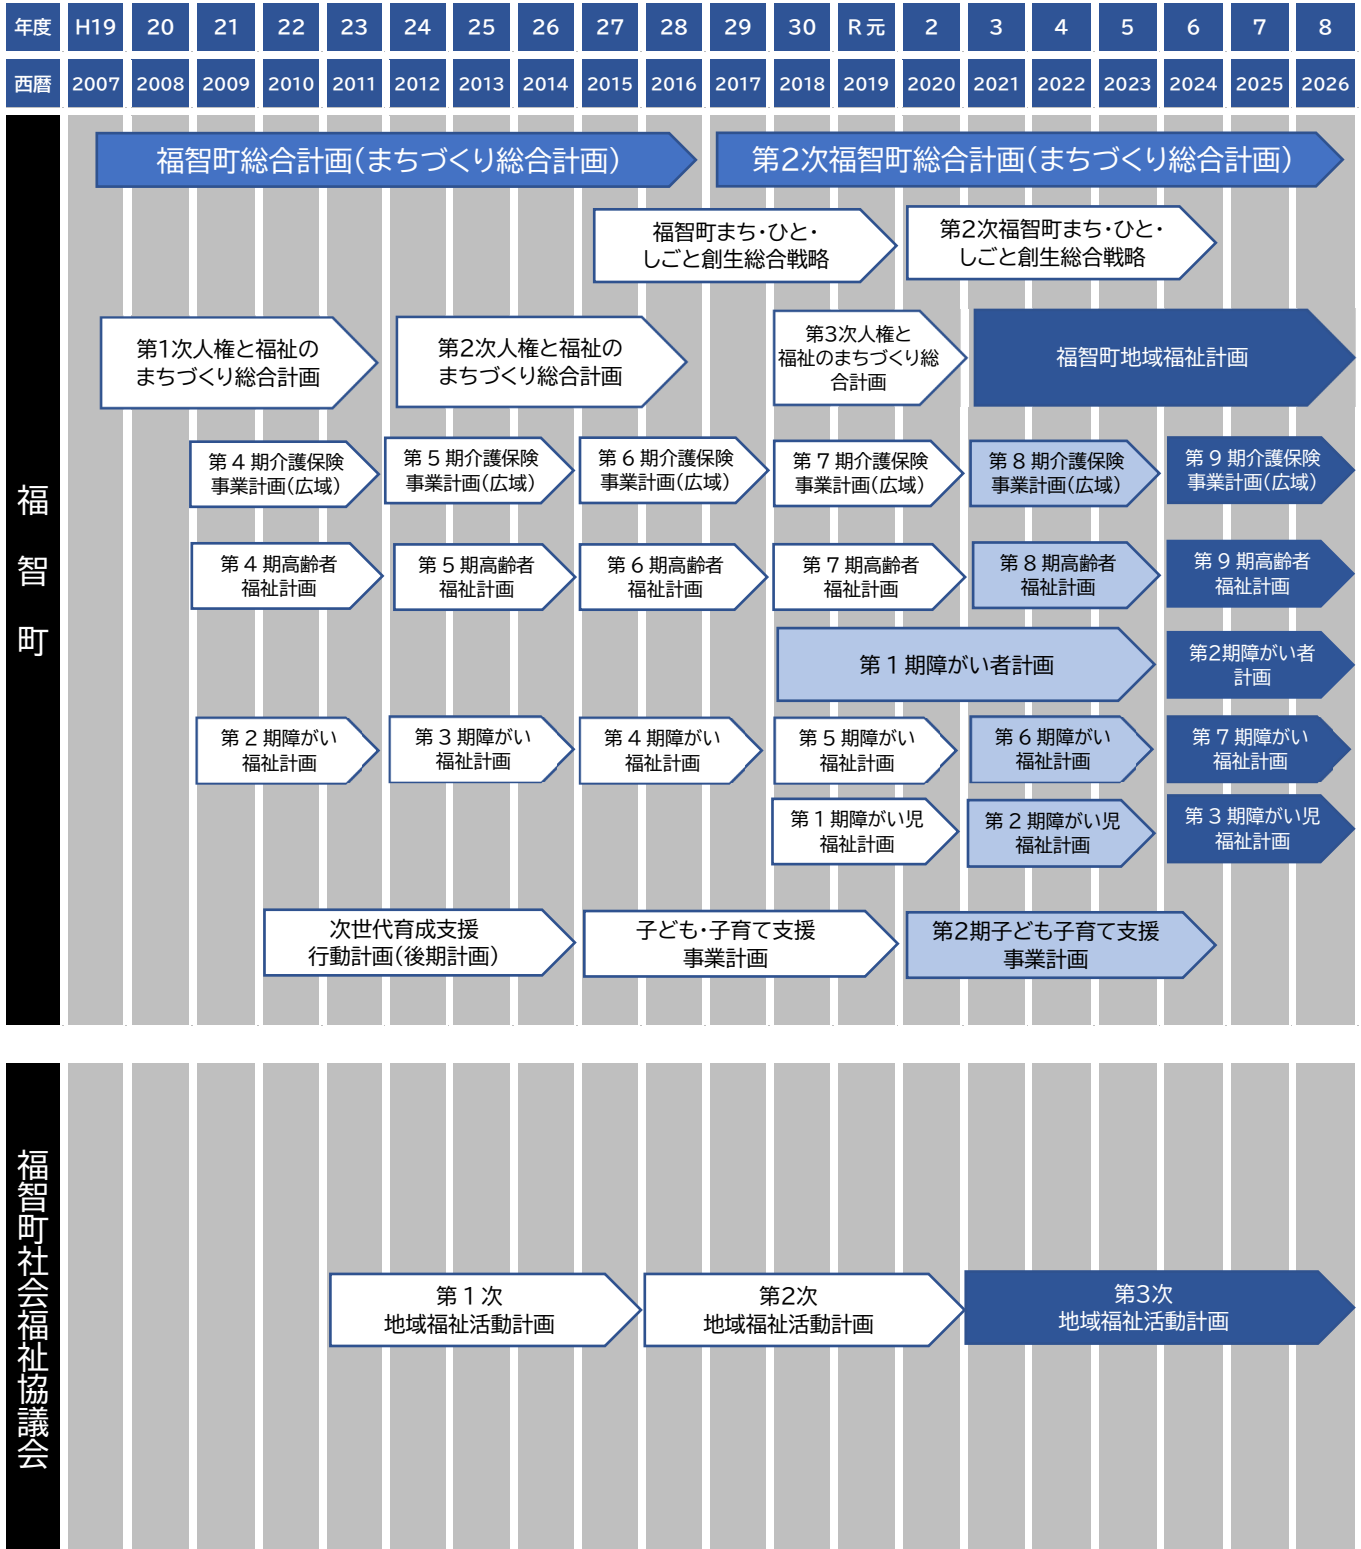 年度 H19 20 21 22 23 24 25 26 27 28 29 30 R元 2 3 4 5 6 7 8
西暦 2007 2008 2009 2010 2011 2012 2013 2014 2015 2016 2017 2018 2019 2020 2021 2022 2023 2024 2025 2026
福智町
福智町総合計画(まちづくり総合計画)
第2次福智町総合計画(まちづくり総合計画)
福智町まち・ひと・
しごと創生総合戦略
第2次福智町まち・ひと・
しごと創生総合戦略
第1次人権と福祉の
まちづくり総合計画
第2次人権と福祉の
まちづくり総合計画
第3次人権と
福祉のまちづくり総
合計画
福智町地域福祉計画
第4期介護保険
事業計画(広域)
第5期介護保険
事業計画(広域)
第6期介護保険
事業計画(広域)
第7期介護保険
事業計画(広域)
第8期介護保険
事業計画(広域)
第9期介護保険
事業計画(広域)
第4期高齢者
福祉計画
第5期高齢者
福祉計画
第6期高齢者
福祉計画
第7期高齢者
福祉計画
第8期高齢者
福祉計画
第9期高齢者
福祉計画
第1期障がい者計画
第2期障がい者
計画
第2期障がい
福祉計画
第3期障がい
福祉計画
第4期障がい
福祉計画
第5期障がい
福祉計画
第6期障がい
福祉計画
第7期障がい
福祉計画
第1期障がい児
福祉計画
第2期障がい児
福祉計画
第3期障がい児
福祉計画
次世代育成支援
行動計画(後期計画)
子ども・子育て支援
事業計画
第2期子ども子育て支援
事業計画
福智町社会福祉協議会
第1次
地域福祉活動計画
第2次
地域福祉活動計画
第3次
地域福祉活動計画